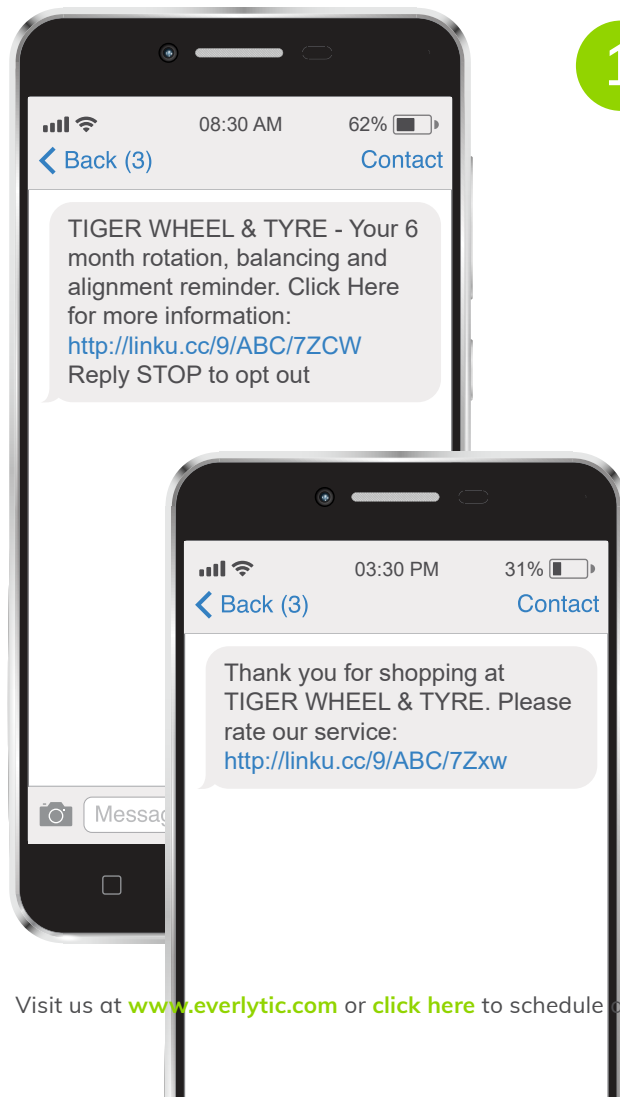 1
08:30 AM 62%
Back (3) Contact
TIGER WHEEL & TYRE - Your 6
month rotation, balancing and
alignment reminder. Click Here
for more information:
http://linku.cc/9/ABC/7ZCW
Reply STOP to opt out
03:30 PM 31%
Back (3) Contact
Thank you for shopping at
TIGER WHEEL & TYRE. Please
rate our service:
http://linku.cc/9/ABC/7Zxw
Messag
Visit us at www.everlytic.com or click here to schedule